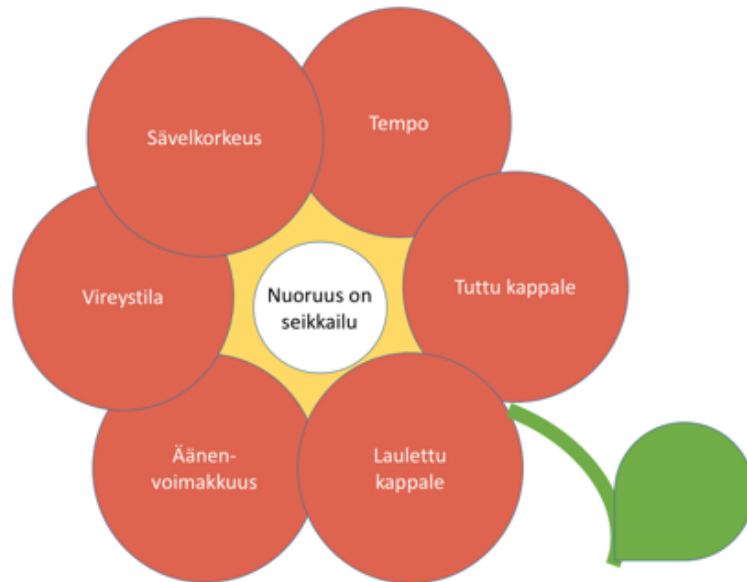 Sävelkorkeus
Tempo
Vireystila
Nuoruus on
seikkailu
Tuttu kappale
Äänen-
voimakkuus
Laulettu
kappale